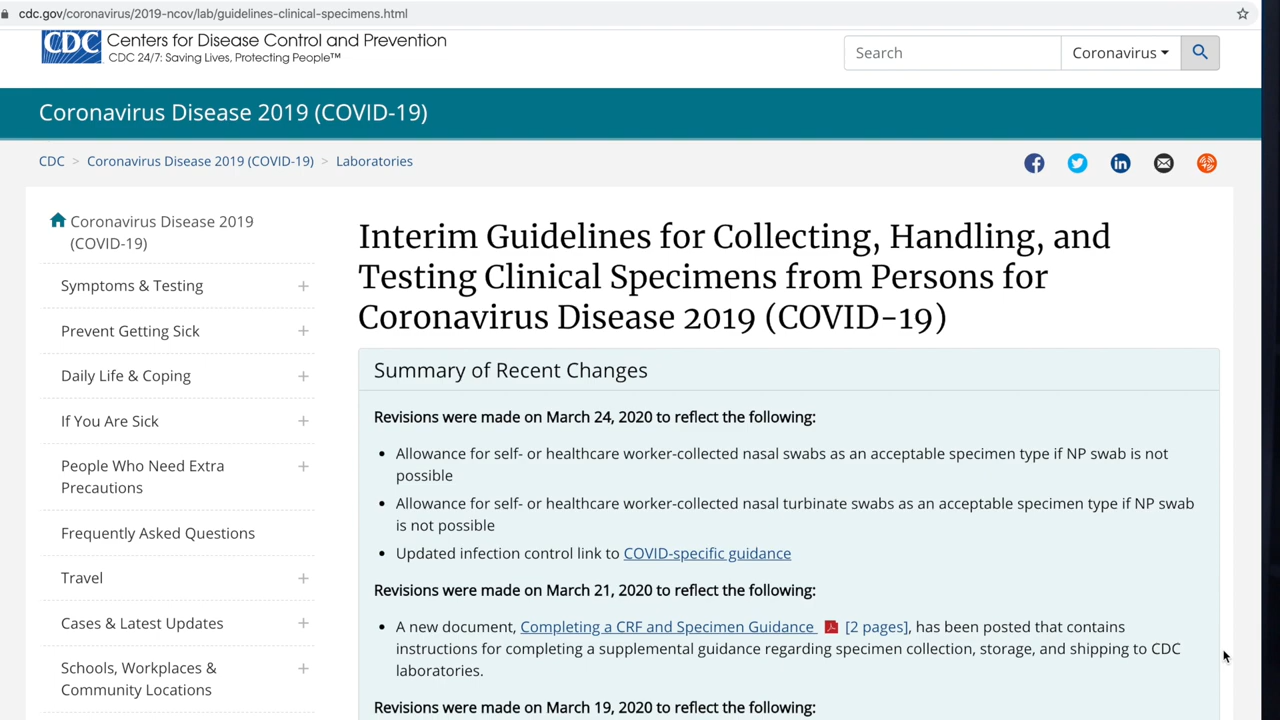 cdc.gov/coronavirus/2019-ncov/lab/guidelines-clinical-specimens.html
CDC
Centers for Disease Control and Prevention
CDC 24/7: Saving Lives, Protecting People™
Search
Coronavirus
Coronavirus Disease 2019 (COVID-19)
CDC > Coronavirus Disease 2019 (COVID-19) > Laboratories
Coronavirus Disease 2019
(COVID-19)
Symptoms & Testing
Prevent Getting Sick
Daily Life & Coping
If You Are Sick
People Who Need Extra
Precautions
Frequently Asked Questions
Travel
Cases & Latest Updates
Schools, Workplaces &
Community Locations
Interim Guidelines for Collecting, Handling, and
Testing Clinical Specimens from Persons for
Coronavirus Disease 2019 (COVID-19)
Summary of Recent Changes
Revisions were made on March 24, 2020 to reflect the following:
• Allowance for self- or healthcare worker-collected nasal swabs as an acceptable specimen type if NP swab is not
possible
• Allowance for self- or healthcare worker-collected nasal turbinate swabs as an acceptable specimen type if NP swab
is not possible
• Updated infection control link to COVID-specific guidance
Revisions were made on March 21, 2020 to reflect the following:
• A new document, Completing a CRF and Specimen Guidance [2 pages], has been posted that contains
instructions for completing a supplemental guidance regarding specimen collection, storage, and shipping to CDC
laboratories.
Revisions were made on March 19, 2020 to reflect the following: